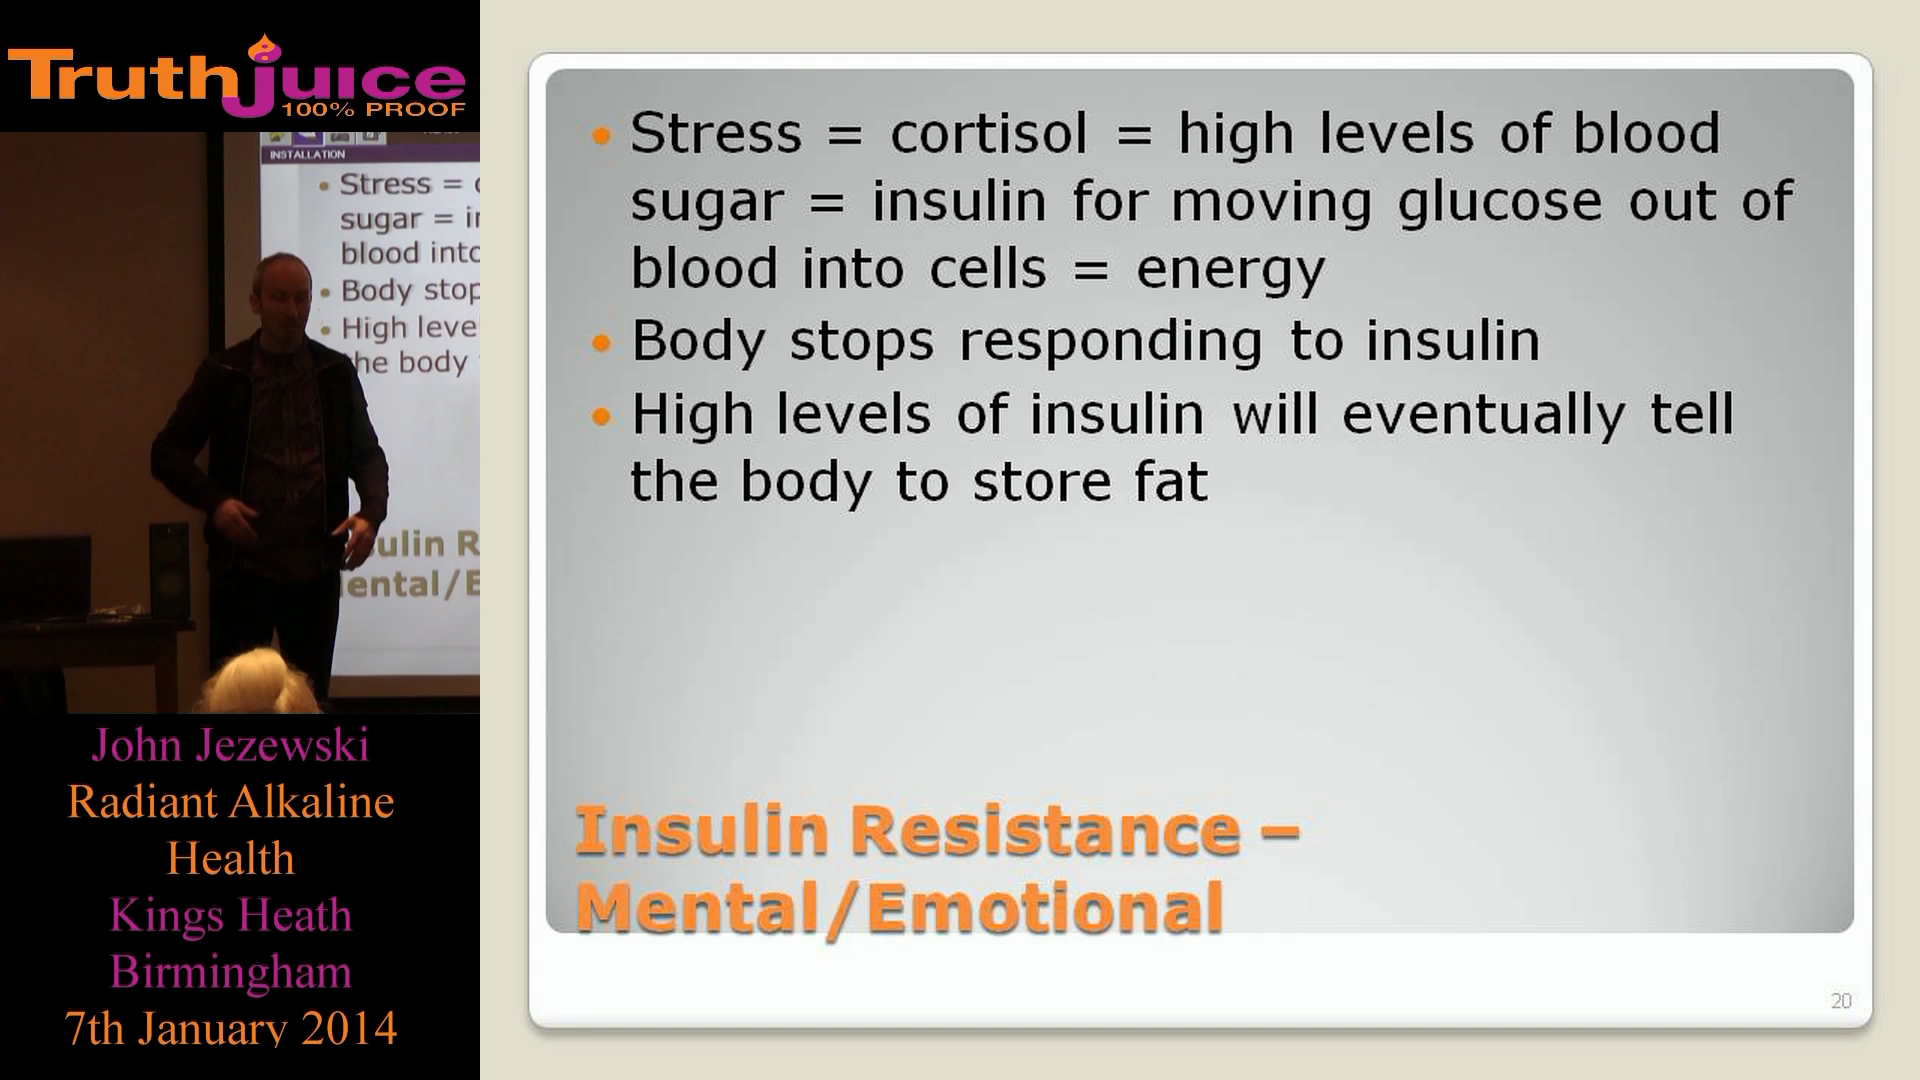 Truthjuice
100% PROOF
INSTALLATION
• Stress =
sugar =
blood into
• Body stop
• High leve
the body
ulin R
ental/E
John Jezewski
Radiant Alkaline
Health
Kings Heath
Birmingham
7th January 2014
• Stress = cortisol = high levels of blood
sugar = insulin for moving glucose out of
blood into cells = energy
• Body stops responding to insulin
• High levels of insulin will eventually tell
the body to store fat
Insulin Resistance –
Mental/Emotional
20